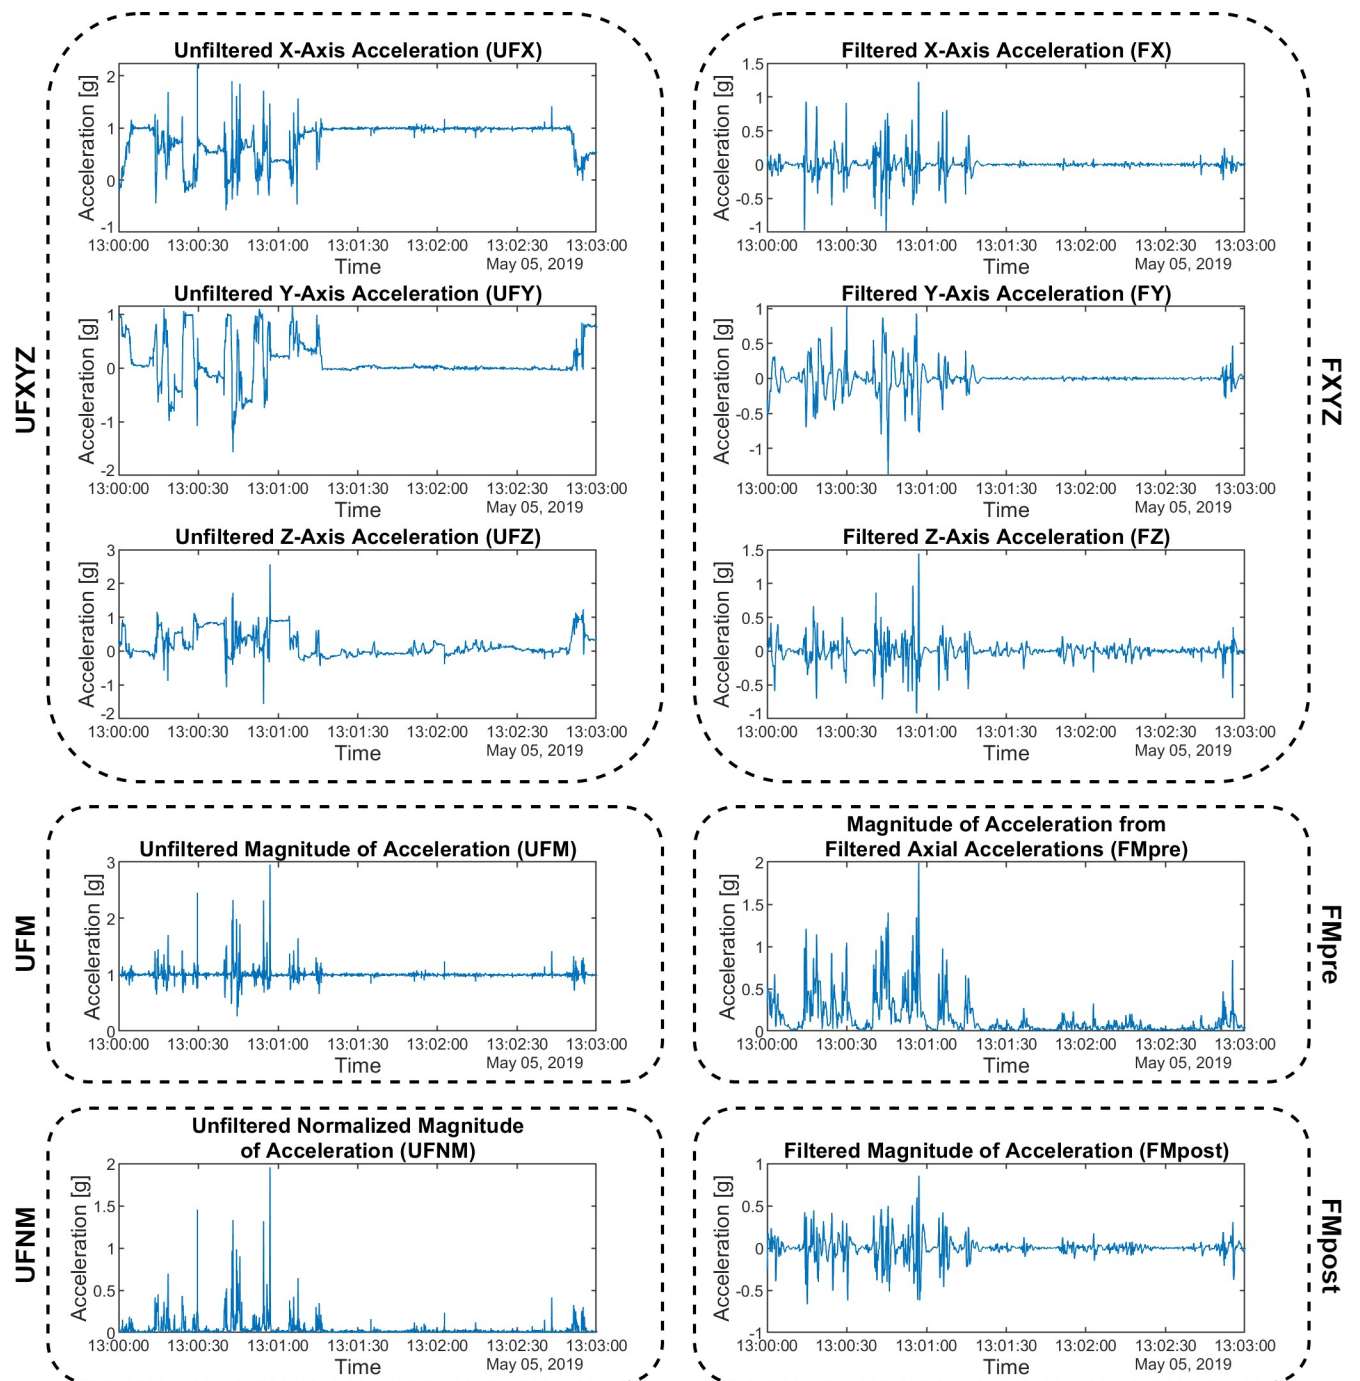 Unfiltered X-Axis Acceleration (UFX)
Acceleration [g]
2
1
0
-1
13:00:00 13:00:30 13:01:00 13:01:30 13:02:00 13:02:30 13:03:00
Time
May 05, 2019
Unfiltered Y-Axis Acceleration (UFY)
Acceleration [g]
1
0
-1
-2
13:00:00 13:00:30 13:01:00 13:01:30 13:02:00 13:02:30 13:03:00
Time
May 05, 2019
Unfiltered Z-Axis Acceleration (UFZ)
Acceleration [g]
3
2
1
0
-1
-2
13:00:00 13:00:30 13:01:00 13:01:30 13:02:00 13:02:30 13:03:00
Time
May 05, 2019
UFXYZ
Filtered X-Axis Acceleration (FX)
Acceleration [g]
1.5
1
0.5
0
-0.5
-1
13:00:00 13:00:30 13:01:00 13:01:30 13:02:00 13:02:30 13:03:00
Time
May 05, 2019
Filtered Y-Axis Acceleration (FY)
Acceleration [g]
1
0.5
0
-0.5
-1
13:00:00 13:00:30 13:01:00 13:01:30 13:02:00 13:02:30 13:03:00
Time
May 05, 2019
Filtered Z-Axis Acceleration (FZ)
Acceleration [g]
1.5
1
0.5
0
-0.5
-1
13:00:00 13:00:30 13:01:00 13:01:30 13:02:00 13:02:30 13:03:00
Time
May 05, 2019
FXYZ
Unfiltered Magnitude of Acceleration (UFM)
Acceleration [g]
3
2
1
0
13:00:00 13:00:30 13:01:00 13:01:30 13:02:00 13:02:30 13:03:00
Time
May 05, 2019
UFM
Magnitude of Acceleration from
Filtered Axial Accelerations (FMpre)
Acceleration [g]
2
1.5
1
0.5
0
13:00:00 13:00:30 13:01:00 13:01:30 13:02:00 13:02:30 13:03:00
Time
May 05, 2019
FMpre
Unfiltered Normalized Magnitude
of Acceleration (UFNM)
Acceleration [g]
2
1.5
1
0.5
0
13:00:00 13:00:30 13:01:00 13:01:30 13:02:00 13:02:30 13:03:00
Time
May 05, 2019
UFNM
Filtered Magnitude of Acceleration (FMpost)
Acceleration [g]
1
0.5
0
-0.5
-1
13:00:00 13:00:30 13:01:00 13:01:30 13:02:00 13:02:30 13:03:00
Time
May 05, 2019
FMpost